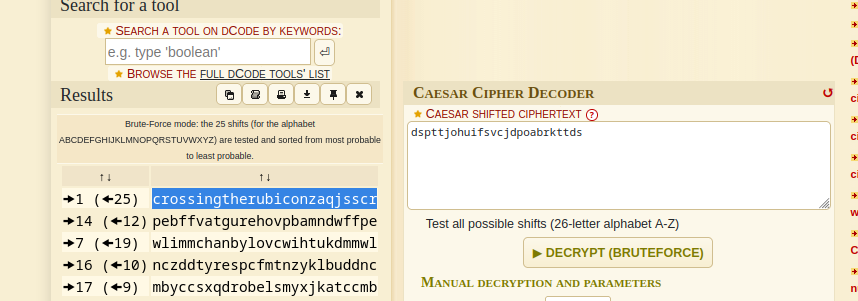 Search for a tool
★ SEARCH A TOOL ON DCODE BY KEYWORDS:
e.g. type 'boolean'
★ BROWSE THE FULL DCODE TOOLS' LIST
Results
Brute-Force mode: the 25 shifts (for the alphabet
ABCDEFGHIJKLMNOPQRSTUVWXYZ) are tested and sorted from most probable
to least probable.
↑↓ ↑↓
🡲1 (🡰25) crossingtherubiconzaqjsscr
🡲14 (🡰12) pebffvatgurehovpbamndwffpe
🡲7 (🡰19) wlimmchanbylovcwihtukdmmwl
🡲16 (🡰10) nczddtyrespcfmtnzyklbuddnc
🡲17 (🡰9) mbyccsxqdrobelsmyxjkatccmb
CAESAR CIPHER DECODER
★ CAESAR SHIFTED CIPHERTEXT ?
dspttjohuifsvcjdpoabrkttds
Test all possible shifts (26-letter alphabet A-Z)
▶ DECRYPT (BRUTEFORCE)
MANUAL DECRYPTION AND PARAMETERS